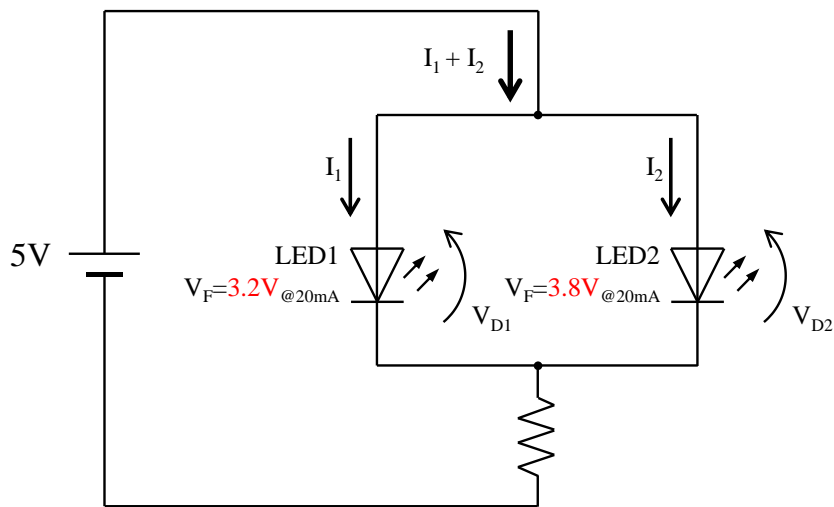 I1 + I2
I1
I2
5V
LED1
VF=3.2V@20mA
VD1
LED2
VF=3.8V@20mA
VD2